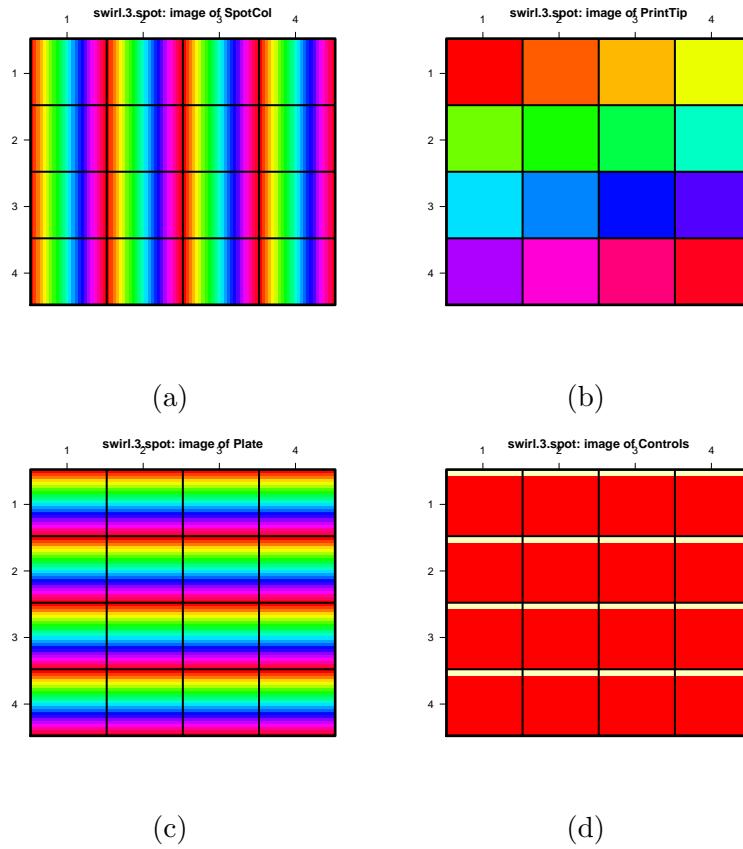 swirl.3.spot: image of SpotCol
1 2 3 4
1
2
3
4
(a)
swirl.3.spot: image of PrintTip
1 2 3 4
1
2
3
4
(b)
swirl.3.spot: image of Plate
1 2 3 4
1
2
3
4
(c)
swirl.3.spot: image of Controls
1 2 3 4
1
2
3
4
(d)